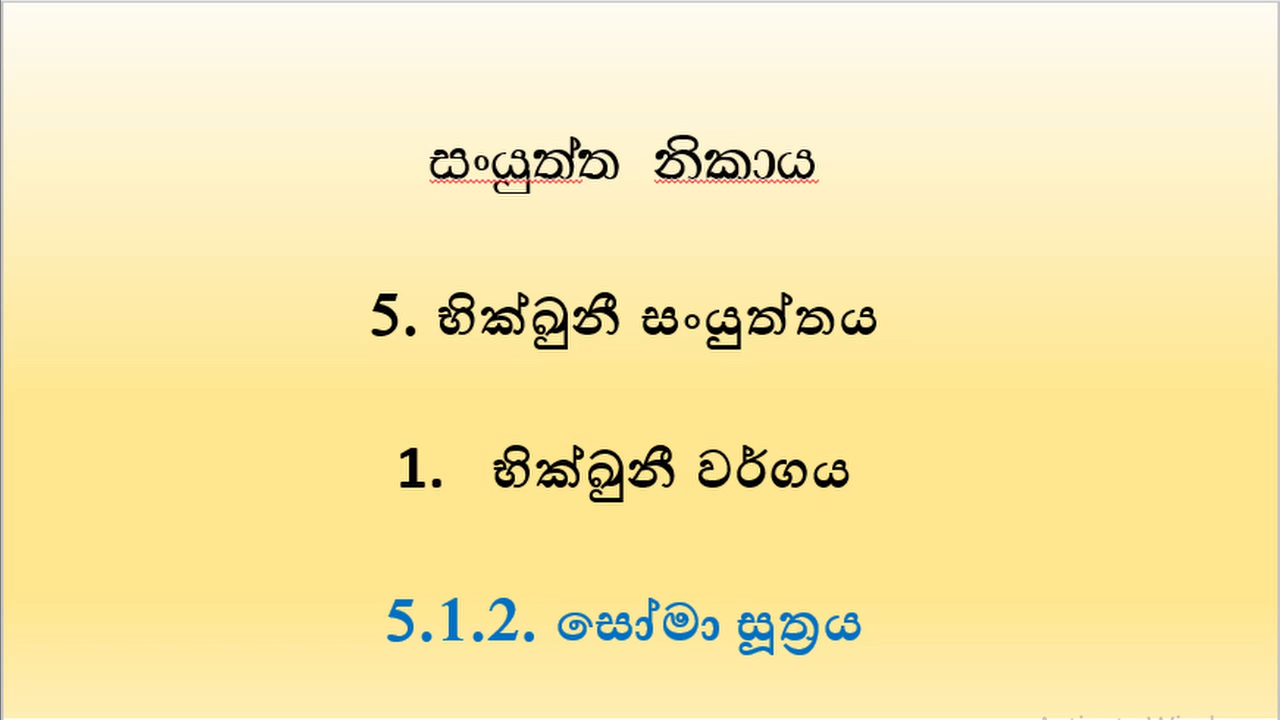 සංයුත්ත නිකාය
5. භික්ඛුනී සංයුත්තය
1. භික්ඛුනී වර්ගය
5.1.2. සෝමා සූත්‍රය